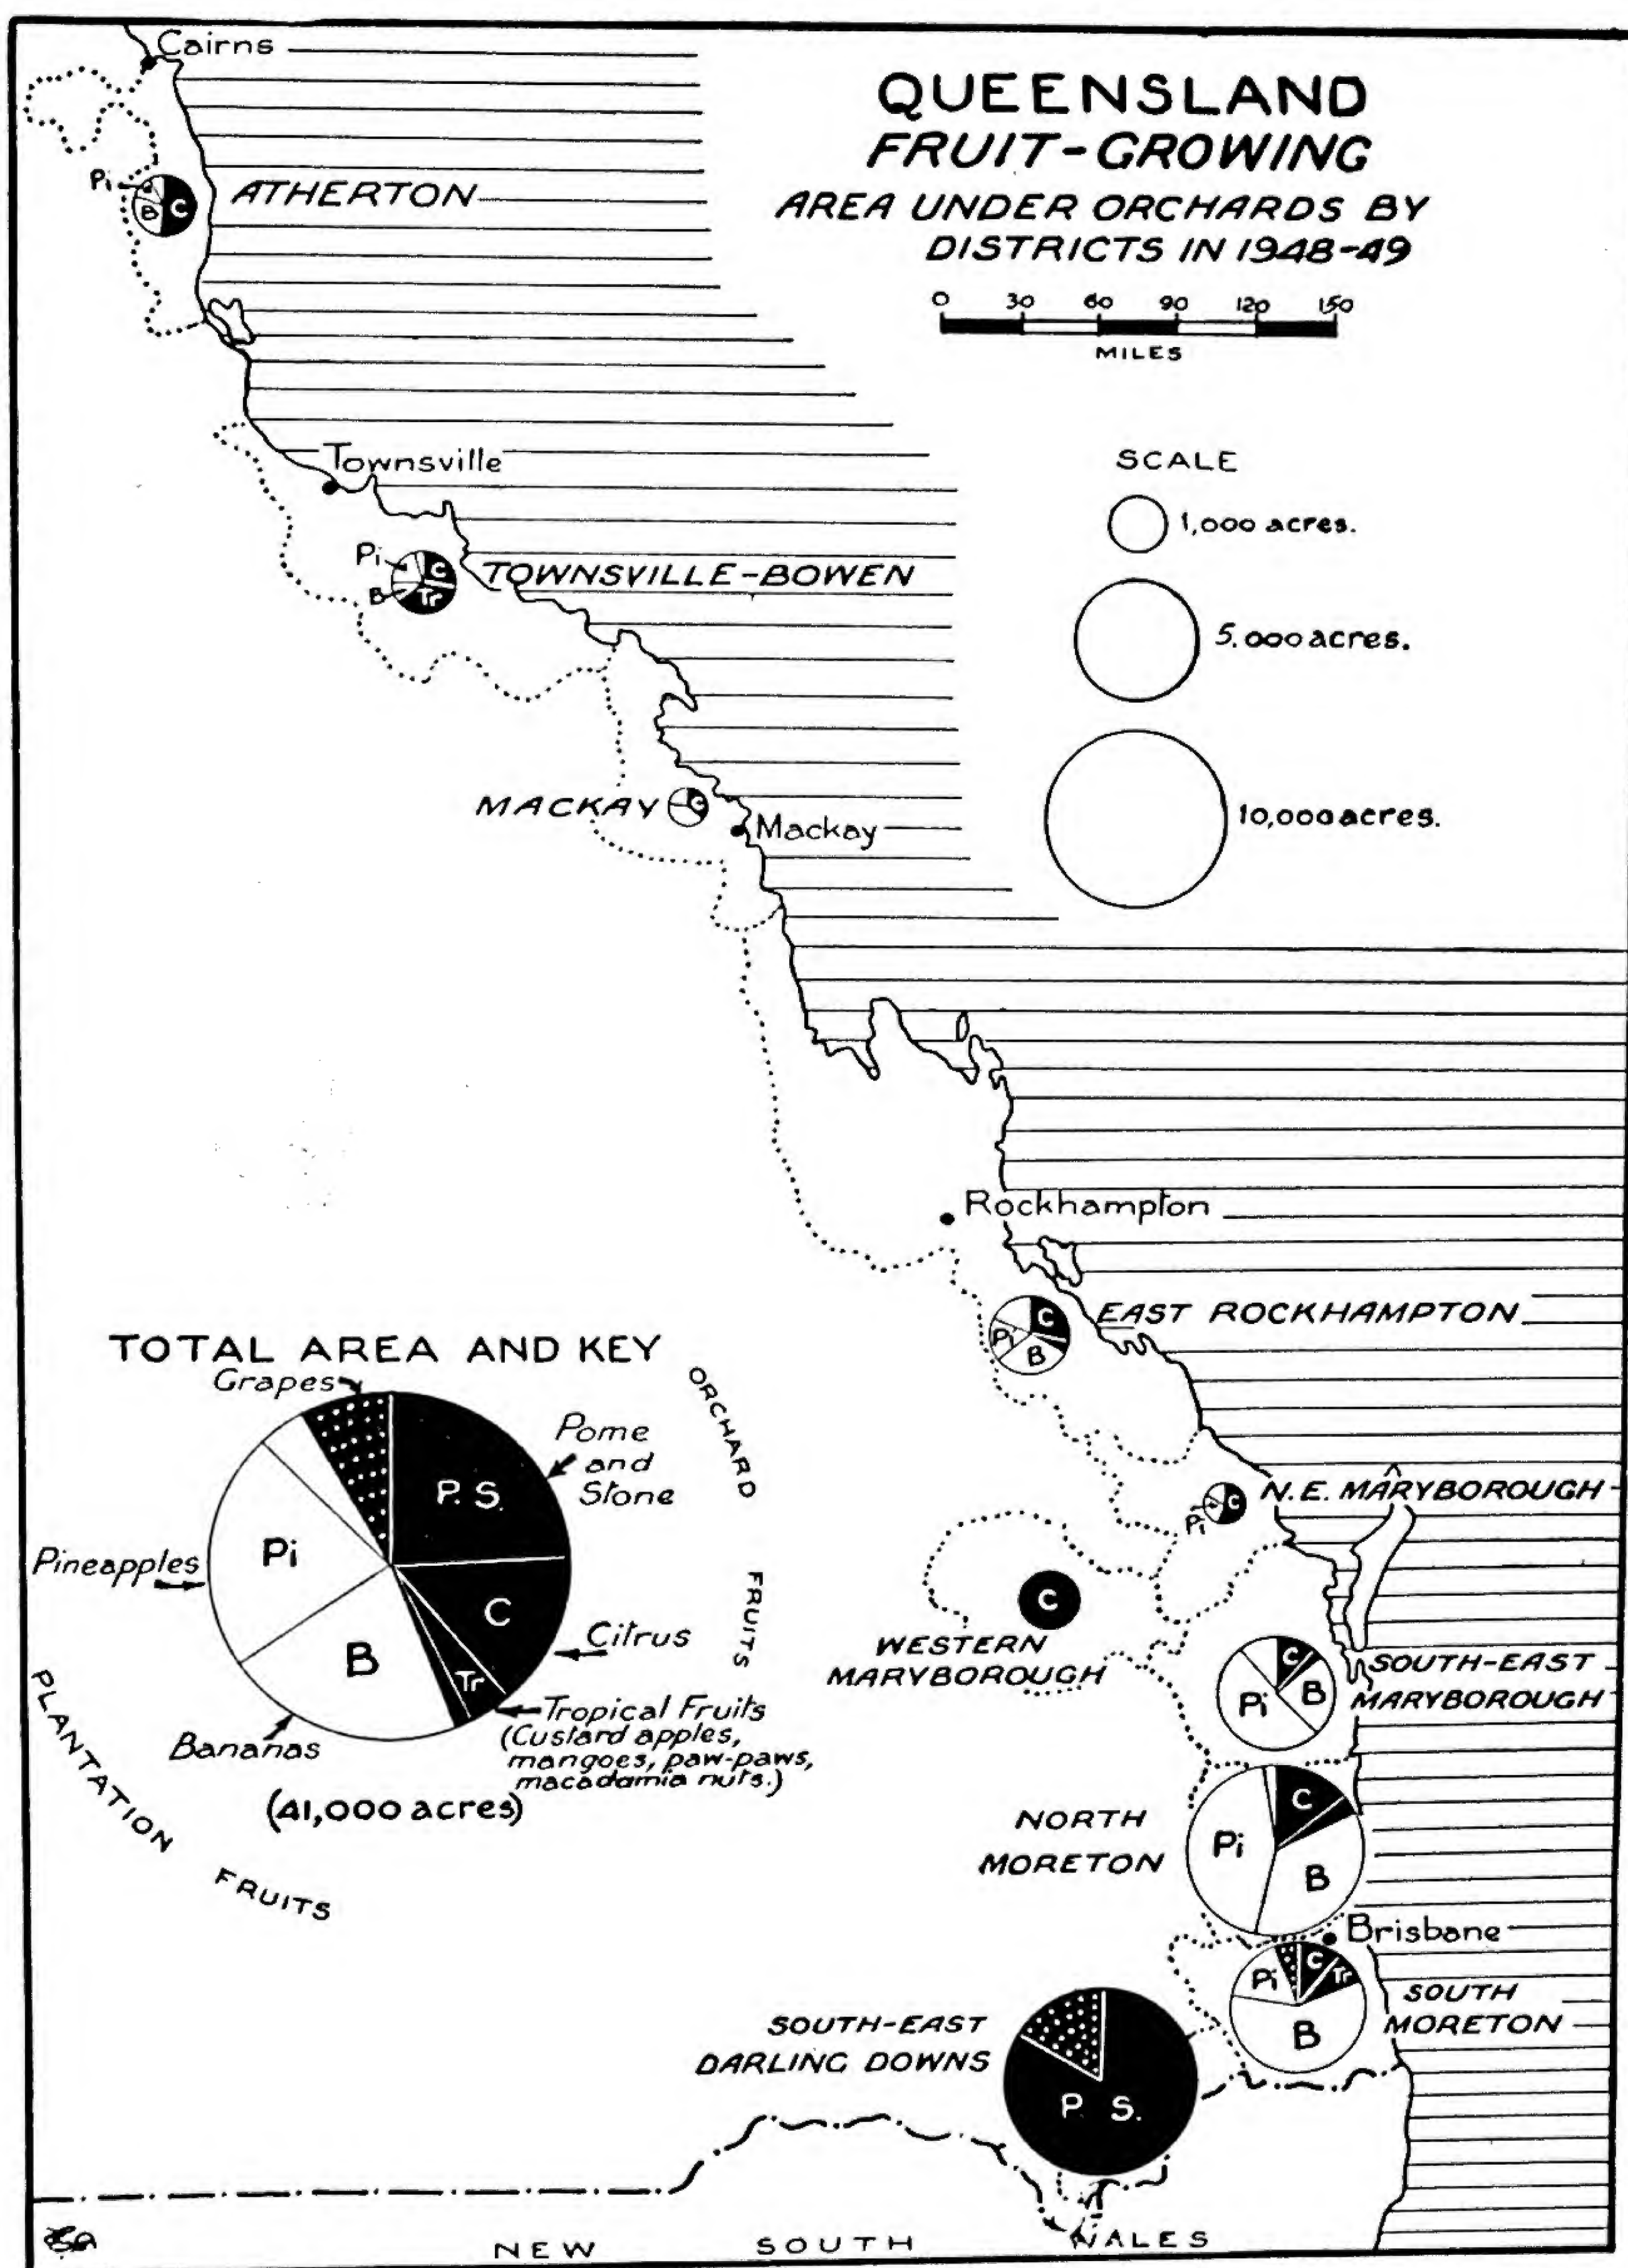 QUEENSLAND
FRUIT-GROWING
AREA UNDER ORCHARDS BY
DISTRICTS IN 1948-49
0 30 60 90 120 150
MILES
SCALE
1,000 acres.
5.000 acres.
10,000 acres.
Cairns
Pi
B C
ATHERTON
Townsville
Pi
C
B
Tr
TOWNSVILLE-BOWEN
MACKAY
C
Mackay
Rockhampton
C
Pi
B
EAST ROCKHAMPTON
C
Pi
N.E. MARYBOROUGH
C
WESTERN
MARYBOROUGH
C
Pi B
SOUTH-EAST
MARYBOROUGH
NORTH
MORETON
C
Pi
B
Brisbane
C
Pi Tr
B
SOUTH
MORETON
SOUTH-EAST
DARLING DOWNS
P. S.
TOTAL AREA AND KEY
Grapes
Pome
and
Stone
P. S.
Pineapples
Pi
C
Citrus
B
Tr
Bananas
Tropical Fruits
(Custard apples,
mangoes, paw-paws,
macadamia nuts.)
(41,000 acres)
ORCHARD
FRUITS
PLANTATION
FRUITS
NEW SOUTH WALES